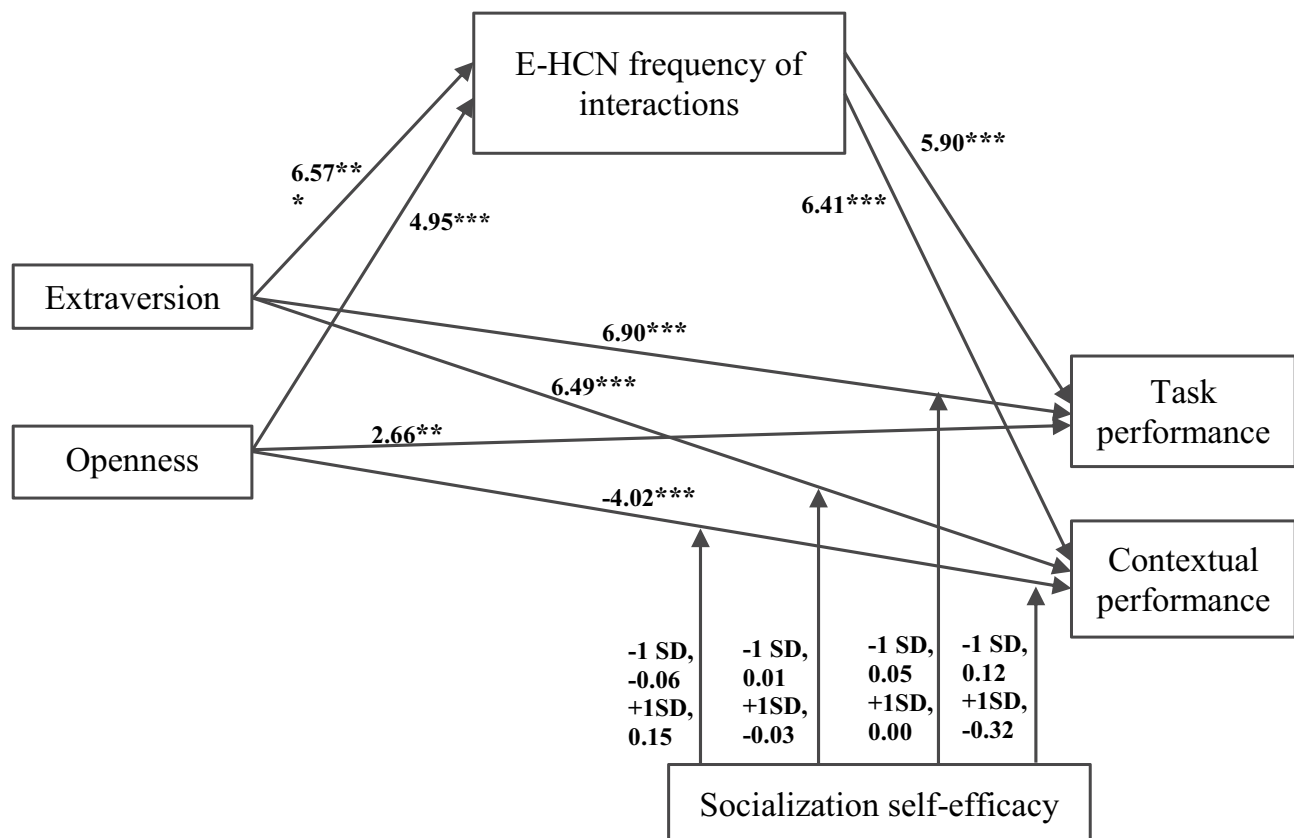 E-HCN frequency of
interactions
5.90***
6.57**
*
4.95***
6.41***
Extraversion
6.90***
6.49***
Task
performance
Openness
2.66**
-4.02***
Contextual
performance
-1 SD,
-0.06
+1SD,
0.15
-1 SD,
0.01
+1SD,
-0.03
-1 SD,
0.05
+1SD,
0.00
-1 SD,
0.12
+1SD,
-0.32
Socialization self-efficacy